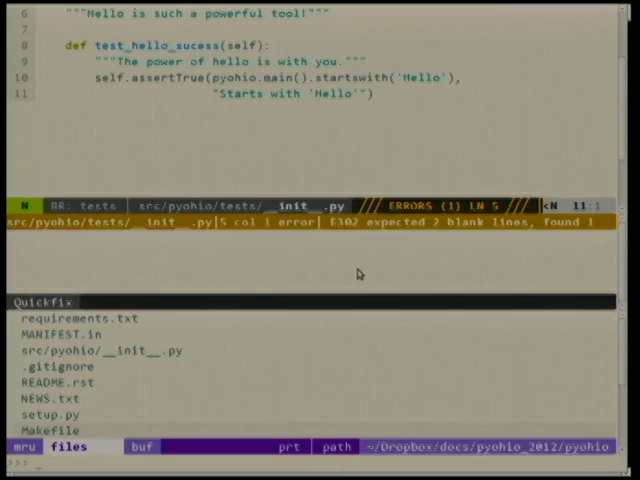 6 """Hello is such a powerful tool!"""
7
8 def test_hello_sucess(self):
9 """The power of hello is with you."""
10 self.assertTrue(pyohio.main().startswith('Hello'),
11 "Starts with 'Hello'")
N BR: tests src/pyohio/tests/__init__.py /// ERRORS (1) LN 5 /// <N 11:1
src/pyohio/tests/__init__.py|5 col 1 error| E302 expected 2 blank lines, found 1
Quickfix
requirements.txt
MANIFEST.in
src/pyohio/__init__.py
.gitignore
README.rst
NEWS.txt
setup.py
Makefile
mru files buf prt path ~/Dropbox/docs/pyohio_2012/pyohio
>>> _